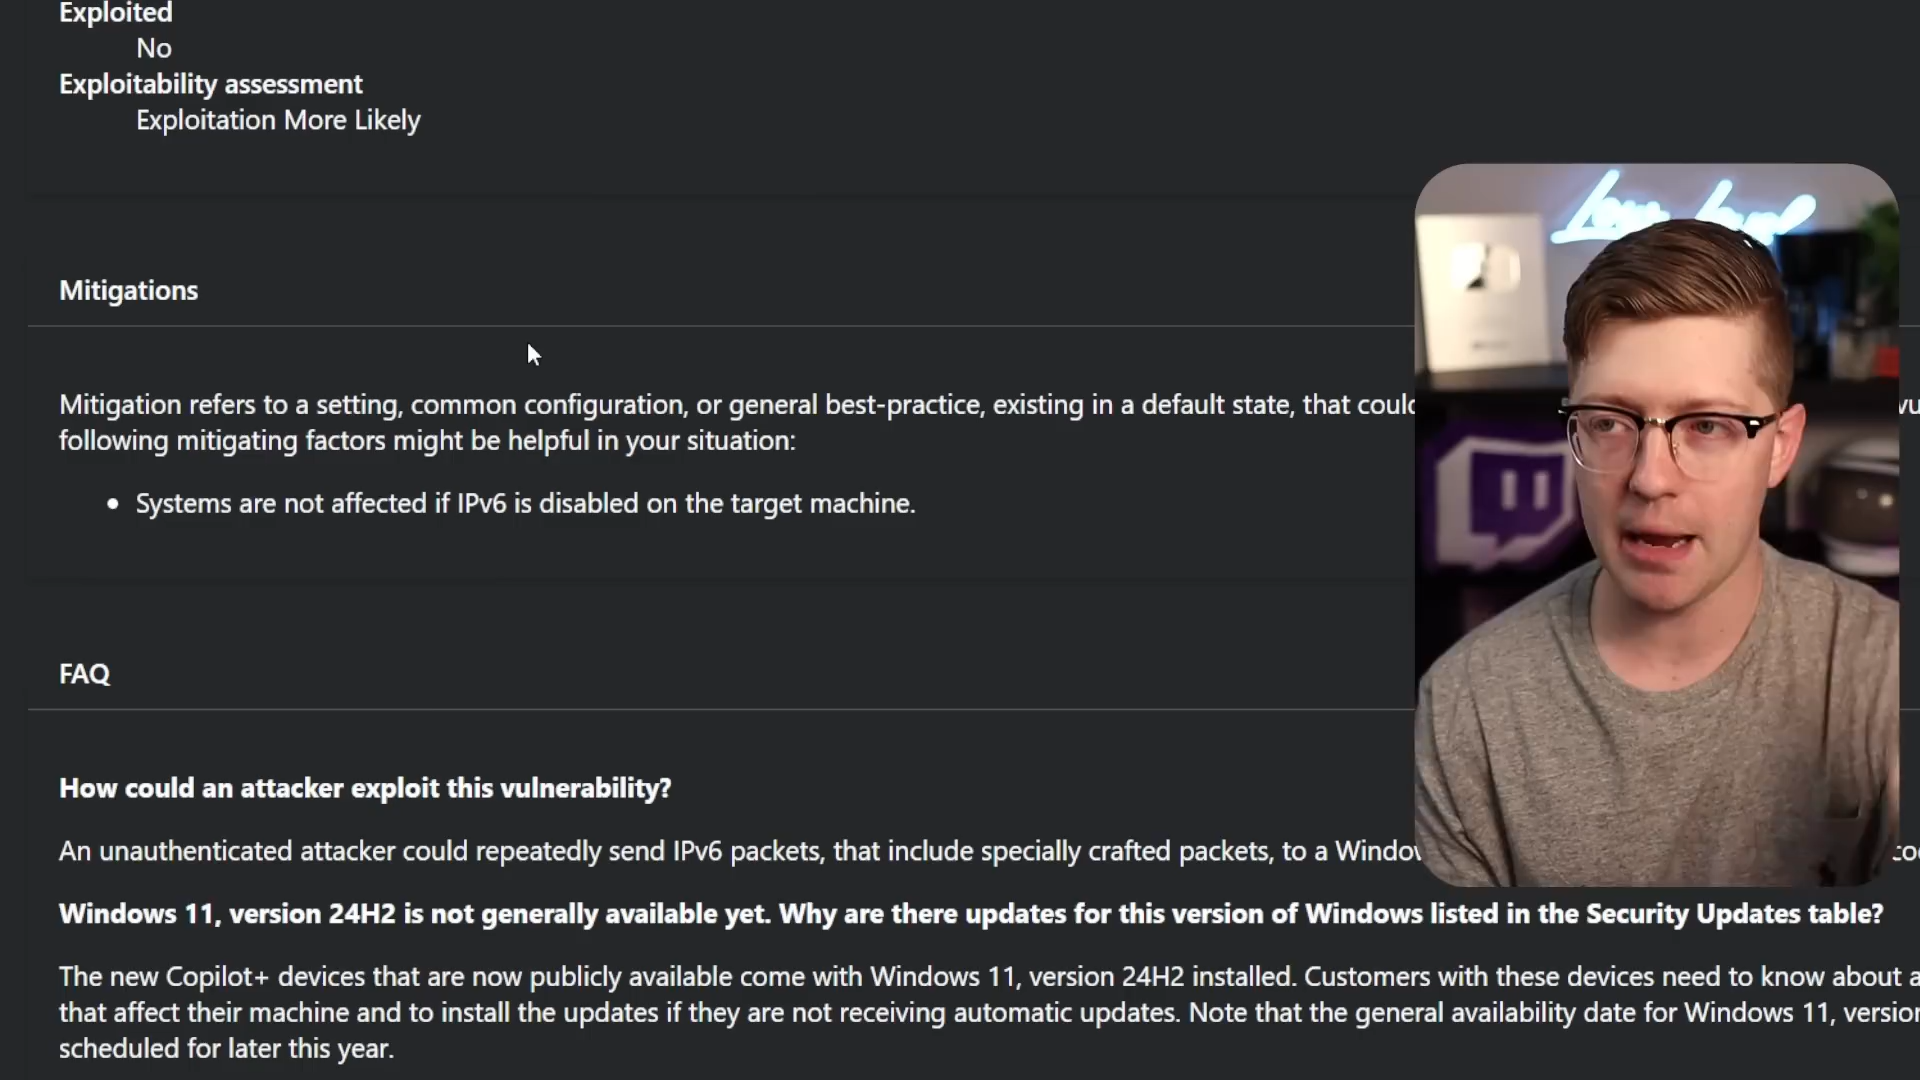 Exploited
No
Exploitability assessment
Exploitation More Likely
Mitigations
Mitigation refers to a setting, common configuration, or general best-practice, existing in a default state, that
following mitigating factors might be helpful in your situation:
• Systems are not affected if IPv6 is disabled on the target machine.
FAQ
How could an attacker exploit this vulnerability?
An unauthenticated attacker could repeatedly send IPv6 packets, that include specially crafted packets, to a
Windows 11, version 24H2 is not generally available yet. Why are there updates for this version of Windows listed in the Security Updates table?
The new Copilot+ devices that are now publicly available come with Windows 11, version 24H2 installed. Customers with these devices need to know about
that affect their machine and to install the updates if they are not receiving automatic updates. Note that the general availability date for Windows 11,
scheduled for later this year.